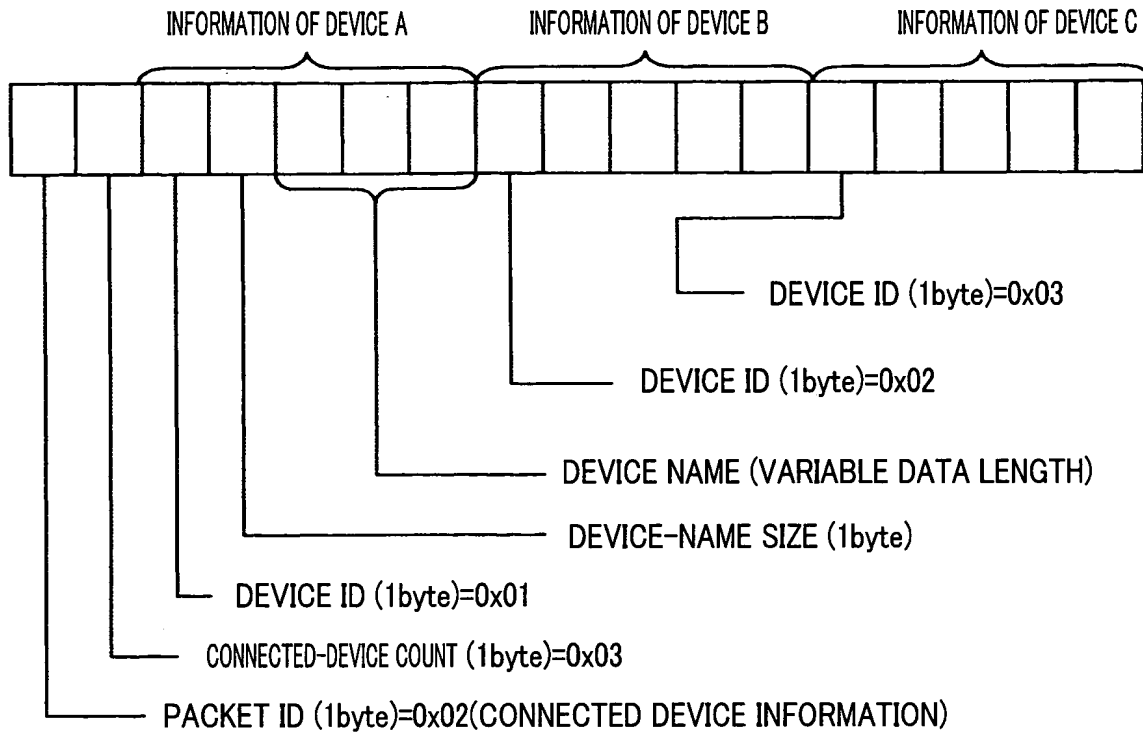 INFORMATION OF DEVICE A
INFORMATION OF DEVICE B
INFORMATION OF DEVICE C
DEVICE ID (1byte)=0x03
DEVICE ID (1byte)=0x02
DEVICE NAME (VARIABLE DATA LENGTH)
DEVICE-NAME SIZE (1byte)
DEVICE ID (1byte)=0x01
CONNECTED-DEVICE COUNT (1byte)=0x03
PACKET ID (1byte)=0x02(CONNECTED DEVICE INFORMATION)